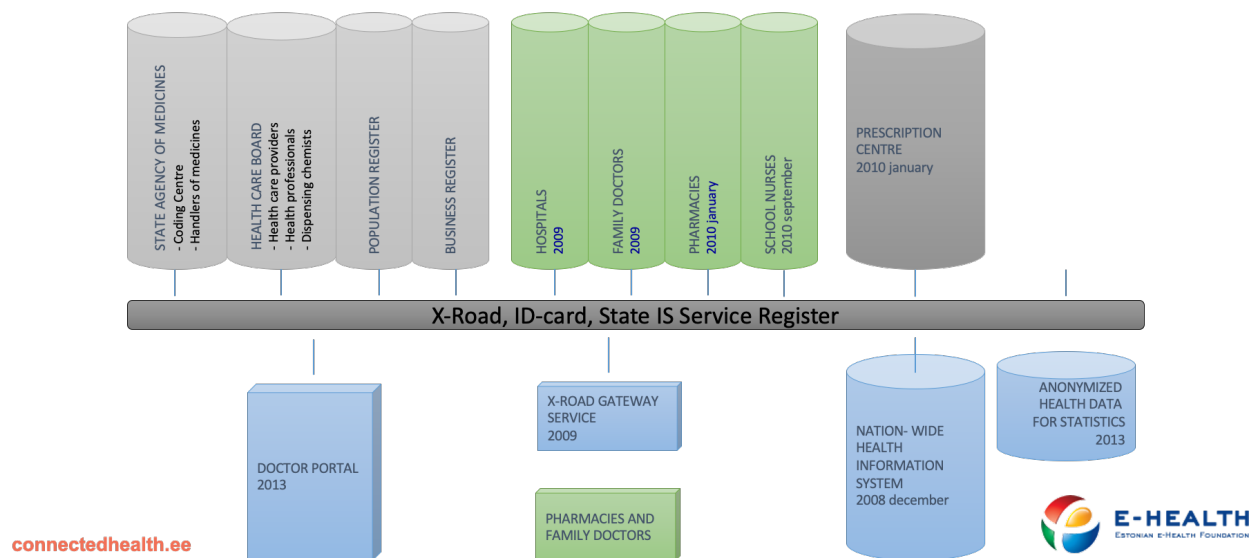 STATE AGENCY OF MEDICINES
- Coding Centre
- Handlers of medicines
HEALTH CARE BOARD
- Health care providers
- Health professionals
- Dispensing chemists
POPULATION REGISTER
BUSINESS REGISTER
HOSPITALS
2009
FAMILY DOCTORS
2009
PHARMACIES
2010 january
SCHOOL NURSES
2010 september
PRESCRIPTION
CENTRE
2010 january
X-Road, ID-card, State IS Service Register
DOCTOR PORTAL
2013
X-ROAD GATEWAY
SERVICE
2009
PHARMACIES AND
FAMILY DOCTORS
NATION- WIDE
HEALTH
INFORMATION
SYSTEM
2008 december
ANONYMIZED
HEALTH DATA
FOR STATISTICS
2013
connectedhealth.ee
E-HEALTH
ESTONIAN E-HEALTH FOUNDATION